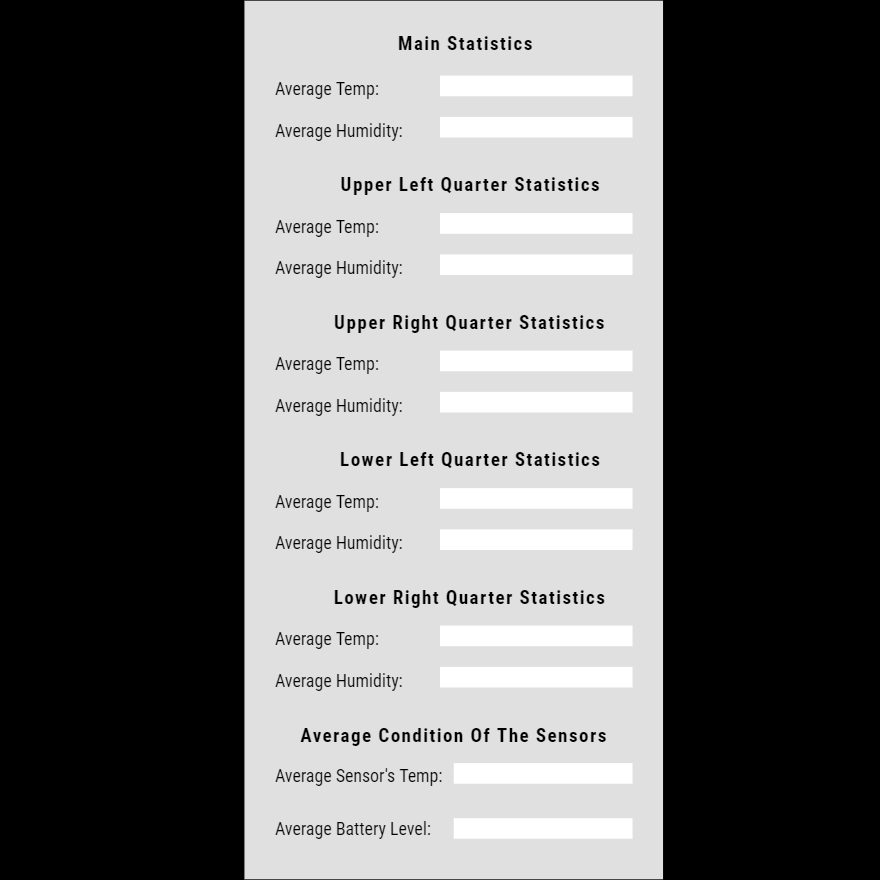 Main Statistics
Average Temp:
Average Humidity:
Upper Left Quarter Statistics
Average Temp:
Average Humidity:
Upper Right Quarter Statistics
Average Temp:
Average Humidity:
Lower Left Quarter Statistics
Average Temp:
Average Humidity:
Lower Right Quarter Statistics
Average Temp:
Average Humidity:
Average Condition Of The Sensors
Average Sensor's Temp:
Average Battery Level: